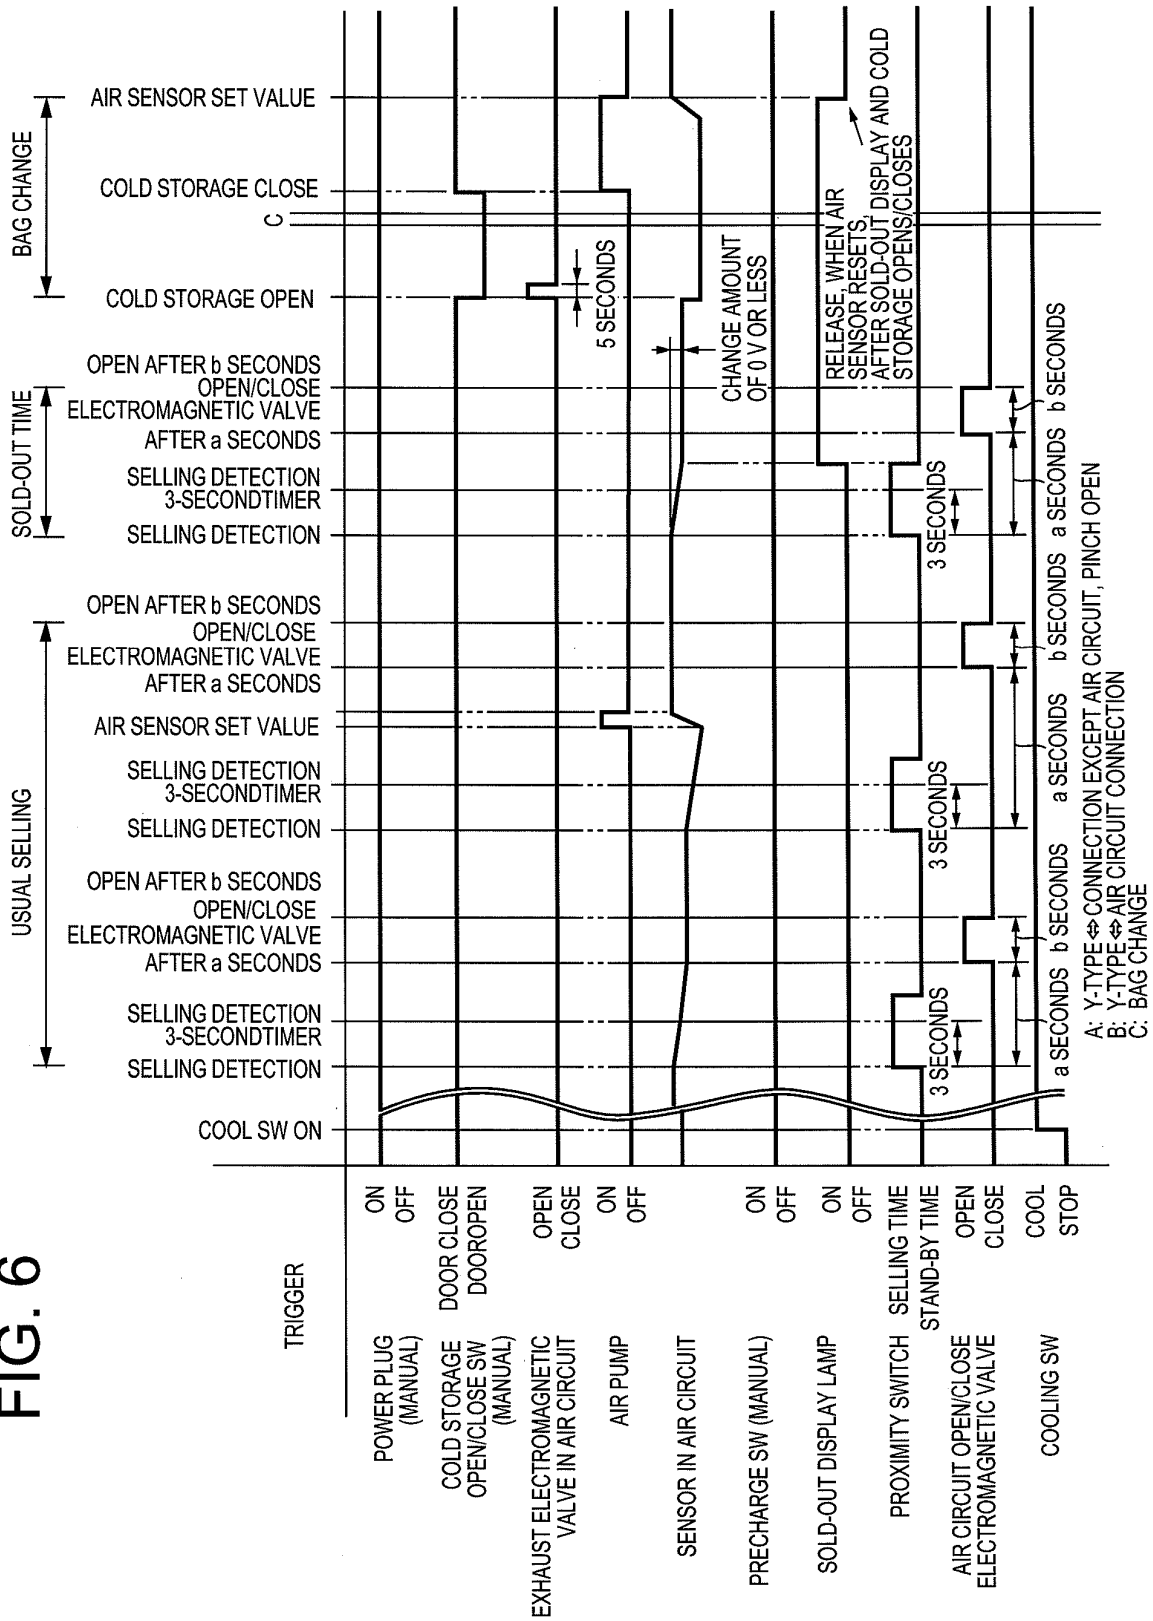 FIG. 6
USUAL SELLING
SOLD-OUT TIME
BAG CHANGE
TRIGGER
COOL SW ON
SELLING DETECTION
3-SECONDTIMER
SELLING DETECTION
AFTER a SECONDS
ELECTROMAGNETIC VALVE
OPEN/CLOSE
OPEN AFTER b SECONDS
SELLING DETECTION
3-SECONDTIMER
SELLING DETECTION
AIR SENSOR SET VALUE
AFTER a SECONDS
ELECTROMAGNETIC VALVE
OPEN/CLOSE
OPEN AFTER b SECONDS
SELLING DETECTION
3-SECONDTIMER
SELLING DETECTION
AFTER a SECONDS
ELECTROMAGNETIC VALVE
OPEN/CLOSE
OPEN AFTER b SECONDS
COLD STORAGE OPEN
C
COLD STORAGE CLOSE
AIR SENSOR SET VALUE
POWER PLUG
(MANUAL)
ON
OFF
COLD STORAGE
OPEN/CLOSE SW
(MANUAL)
DOOR CLOSE
DOOROPEN
EXHAUST ELECTROMAGNETIC
VALVE IN AIR CIRCUIT
OPEN
CLOSE
5 SECONDS
AIR PUMP
ON
OFF
SENSOR IN AIR CIRCUIT
CHANGE AMOUNT
OF 0 V OR LESS
PRECHARGE SW (MANUAL)
ON
OFF
SOLD-OUT DISPLAY LAMP
ON
OFF
RELEASE, WHEN AIR
SENSOR RESETS,
AFTER SOLD-OUT DISPLAY AND COLD
STORAGE OPENS/CLOSES
PROXIMITY SWITCH
SELLING TIME
STAND-BY TIME
3 SECONDS
3 SECONDS
3 SECONDS
AIR CIRCUIT OPEN/CLOSE
ELECTROMAGNETIC VALVE
OPEN
CLOSE
a SECONDS
b SECONDS
a SECONDS
b SECONDS
a SECONDS
b SECONDS
COOLING SW
COOL
STOP
A: Y-TYPE ⇔ CONNECTION EXCEPT AIR CIRCUIT, PINCH OPEN
B: Y-TYPE ⇔ AIR CIRCUIT CONNECTION
C: BAG CHANGE